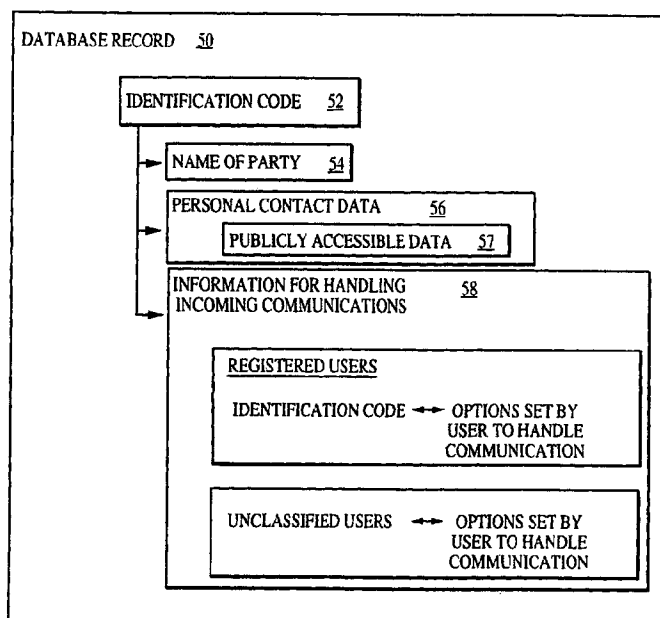 DATABASE RECORD 50
IDENTIFICATION CODE 52
NAME OF PARTY 54
PERSONAL CONTACT DATA 56
PUBLICLY ACCESSIBLE DATA 57
INFORMATION FOR HANDLING 58
INCOMING COMMUNICATIONS
REGISTERED USERS
IDENTIFICATION CODE ↔ OPTIONS SET BY
USER TO HANDLE
COMMUNICATION
UNCLASSIFIED USERS ↔ OPTIONS SET BY
USER TO HANDLE
COMMUNICATION